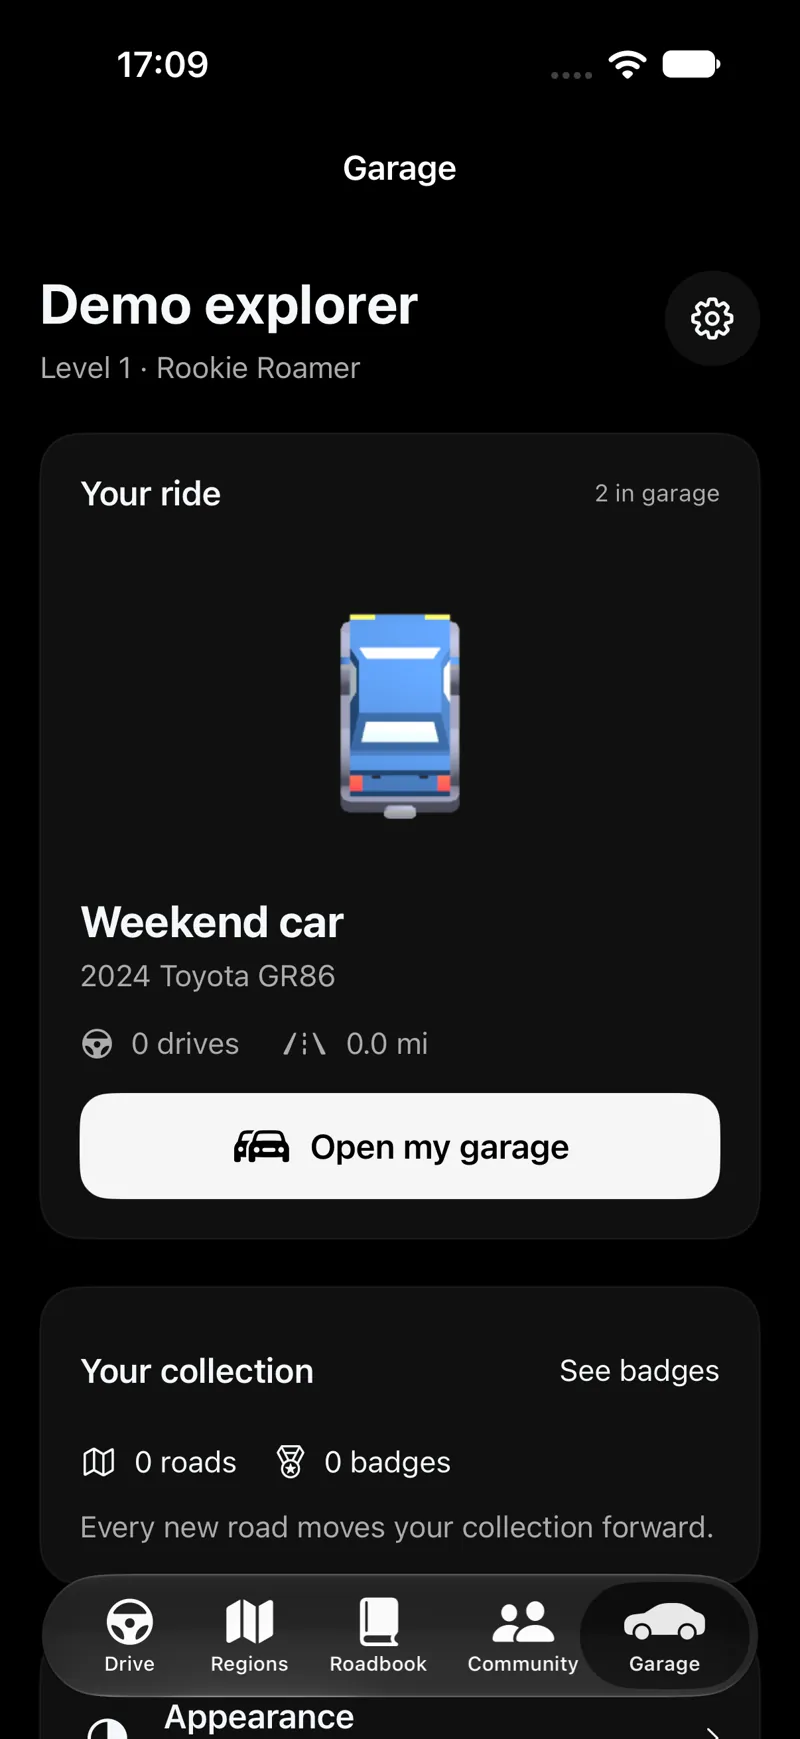 17:09
Garage
Demo explorer
Level 1 · Rookie Roamer
Your ride
2 in garage
Weekend car
2024 Toyota GR86
0 drives
0.0 mi
Open my garage
Your collection
See badges
0 roads
0 badges
Every new road moves your collection forward.
Drive
Regions
Roadbook
Community
Garage
Appearance